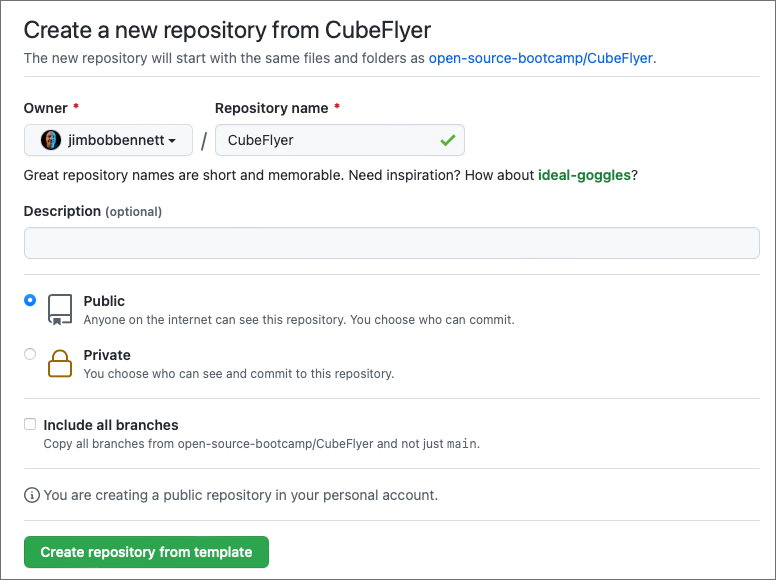 Create a new repository from CubeFlyer
The new repository will start with the same files and folders as open-source-bootcamp/CubeFlyer.
Owner * Repository name *
jimbobbennett / CubeFlyer
Great repository names are short and memorable. Need inspiration? How about ideal-goggles?
Description (optional)
Public
Anyone on the internet can see this repository. You choose who can commit.
Private
You choose who can see and commit to this repository.
Include all branches
Copy all branches from open-source-bootcamp/CubeFlyer and not just main.
You are creating a public repository in your personal account.
Create repository from template